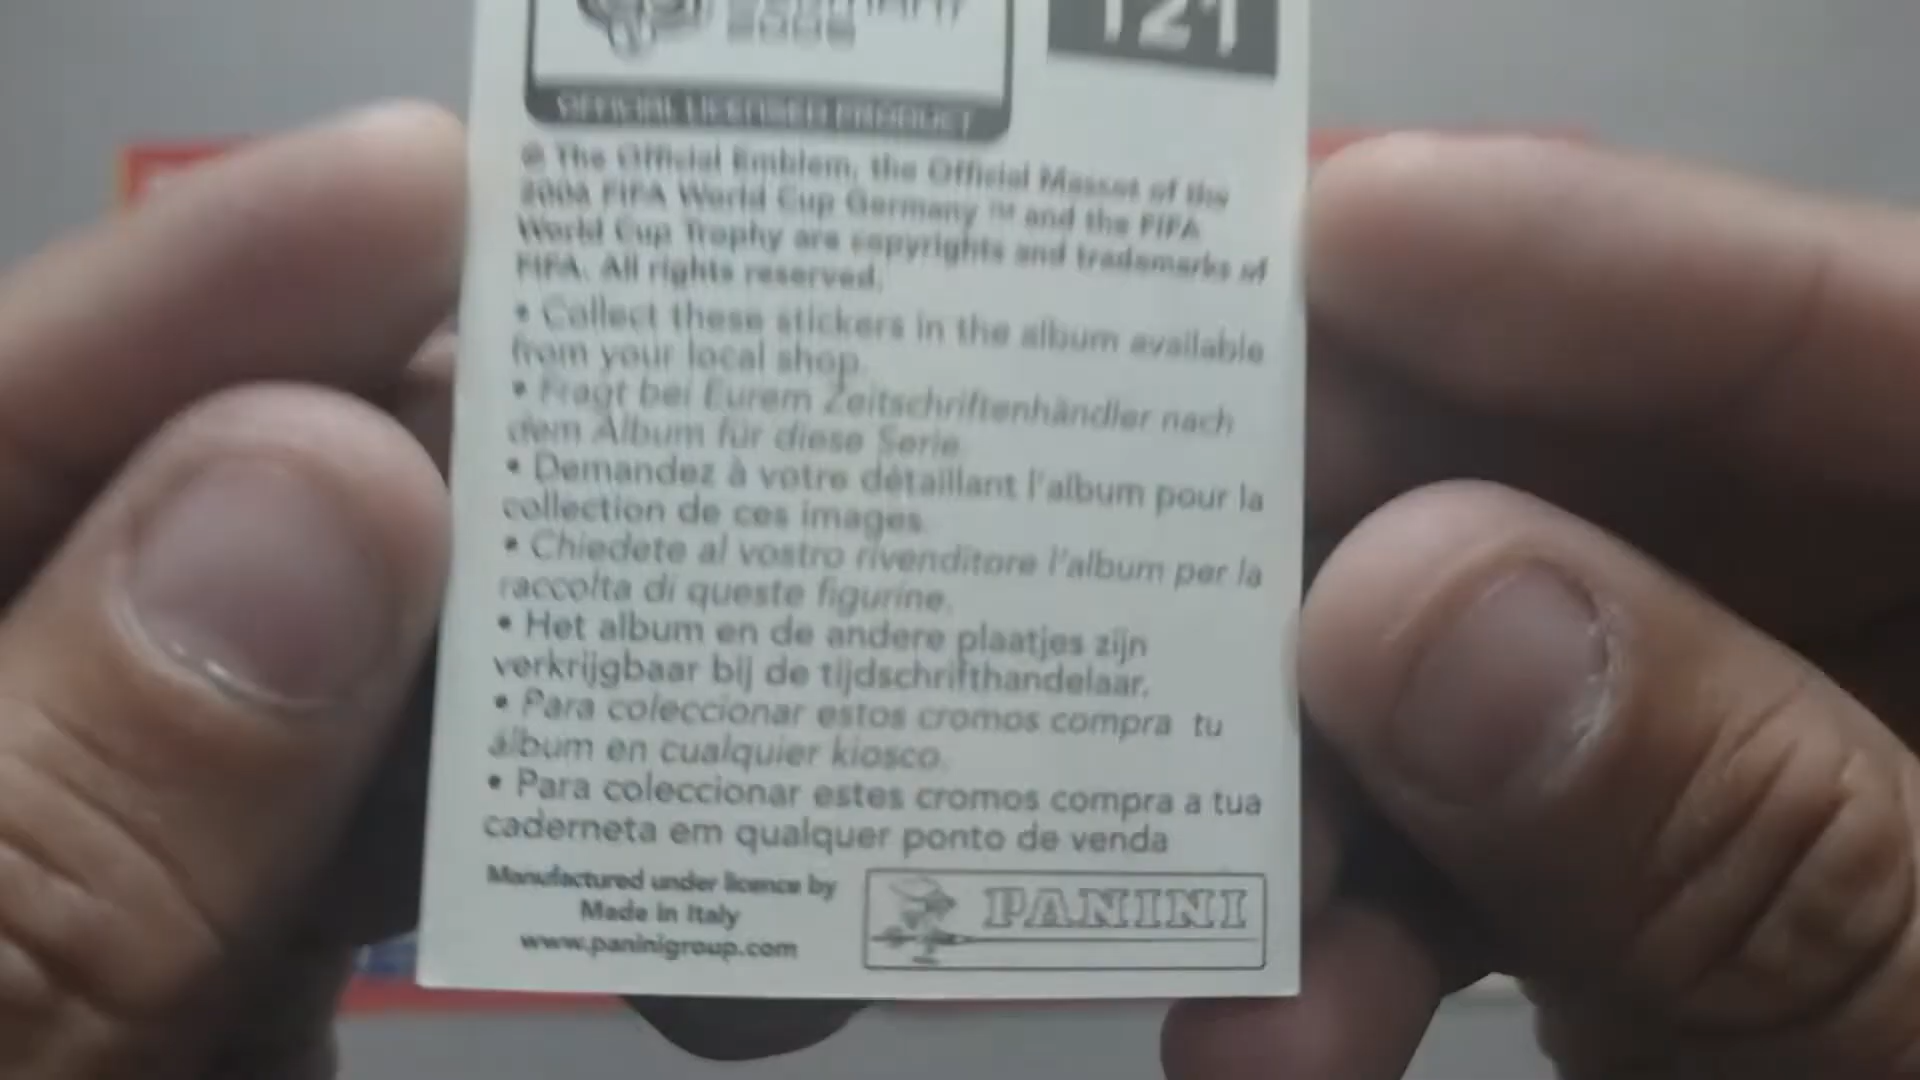 2006
121
OFFICIAL LICENSED PRODUCT
© The Official Emblem, the Official Mascot of the
2006 FIFA World Cup Germany ™ and the FIFA
World Cup Trophy are copyrights and trademarks of
FIFA. All rights reserved.
• Collect these stickers in the album available
from your local shop.
• Fragt bei Eurem Zeitschriftenhändler nach
dem Album für diese Serie
• Demandez à votre détaillant l'album pour la
collection de ces images.
• Chiedete al vostro rivenditore l'album per la
raccolta di queste figurine.
• Het album en de andere plaatjes zijn
verkrijgbaar bij de tijdschrifthandelaar.
• Para coleccionar estos cromos compra tu
álbum en cualquier kiosco.
• Para coleccionar estes cromos compra a tua
caderneta em qualquer ponto de venda
Manufactured under licence by
Made in Italy
www.paninigroup.com
PANINI